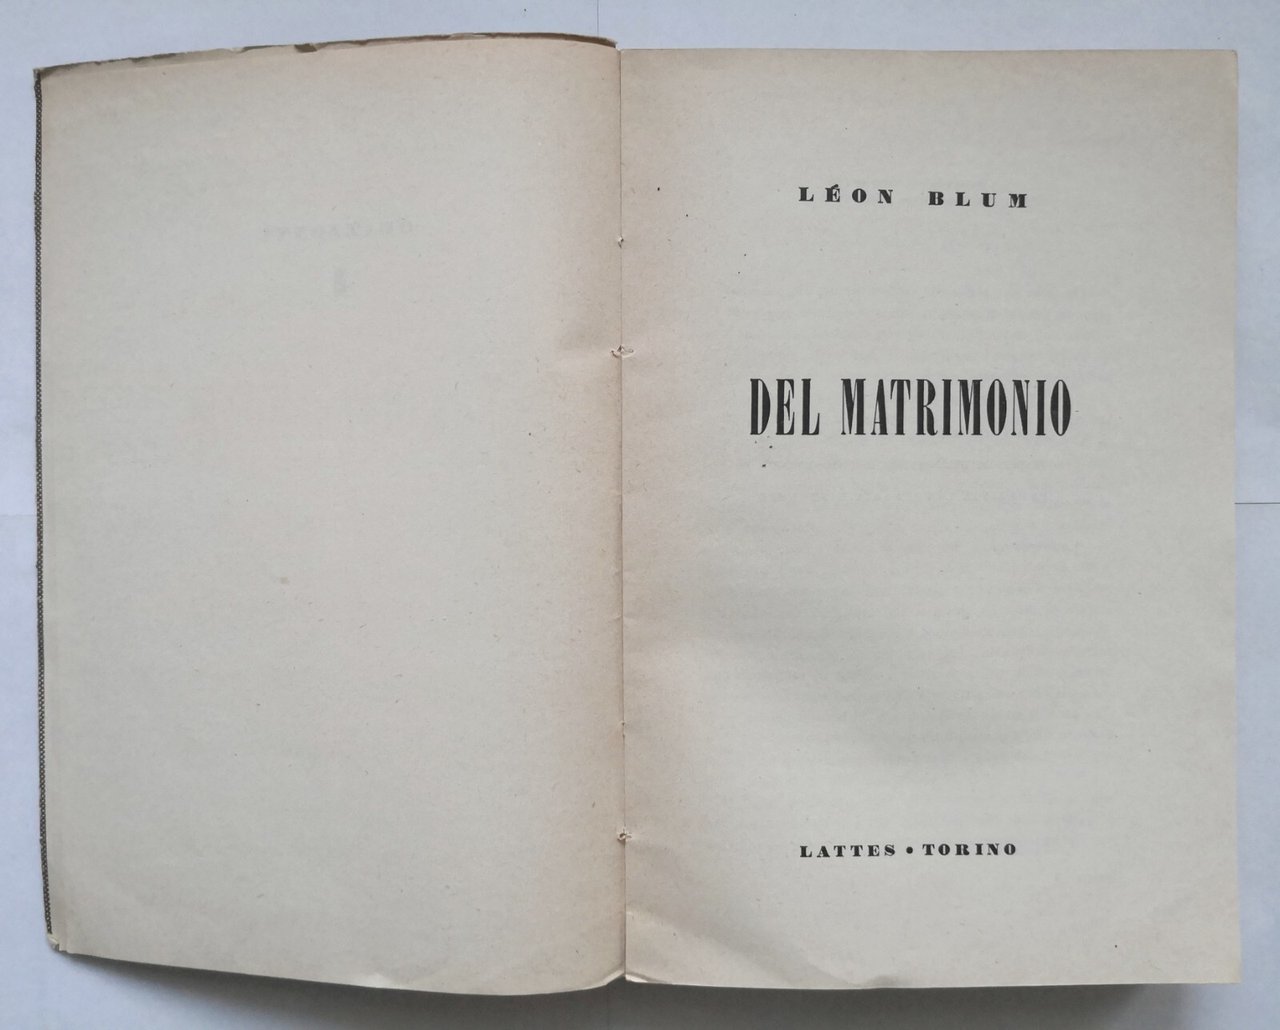 LÉON BLUM
DEL MATRIMONIO
LATTES • TORINO